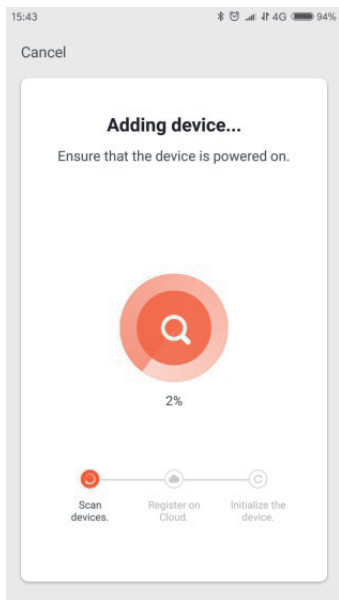 15:43 4G 94%
Cancel
Adding device...
Ensure that the device is powered on.
2%
Scan
devices.
Register on
Cloud.
Initialize the
device.